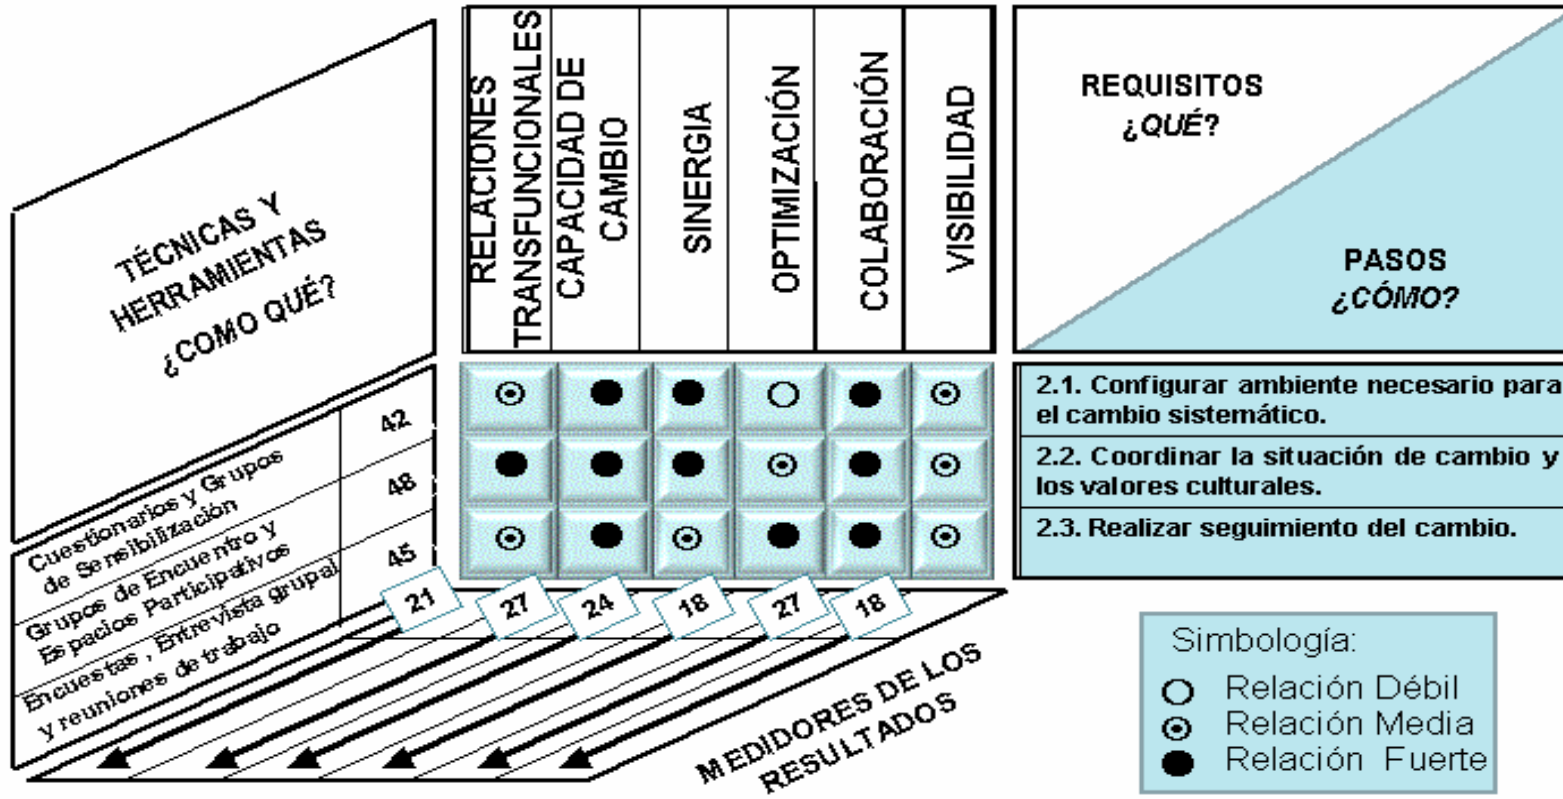 TÉCNICAS Y
HERRAMIENTAS
¿COMO QUÉ?
RELACIONES
TRANSFUNCIONALES
CAPACIDAD DE
CAMBIO
SINERGIA
OPTIMIZACIÓN
COLABORACIÓN
VISIBILIDAD
REQUISITOS
¿QUÉ?
PASOS
¿CÓMO?
2.1. Configurar ambiente necesario para
el cambio sistemático.
2.2. Coordinar la situación de cambio y
los valores culturales.
2.3. Realizar seguimiento del cambio.
Cuestionarios y Grupos
de Sensibilización
42
Grupos de Encuentro y
Espacios Participativos
48
Encuestas , Entrevista grupal
y reuniones de trabajo
45
21
27
24
18
27
18
MEDIDORES DE LOS
RESULTADOS
Simbología:
Relación Débil
Relación Media
Relación Fuerte